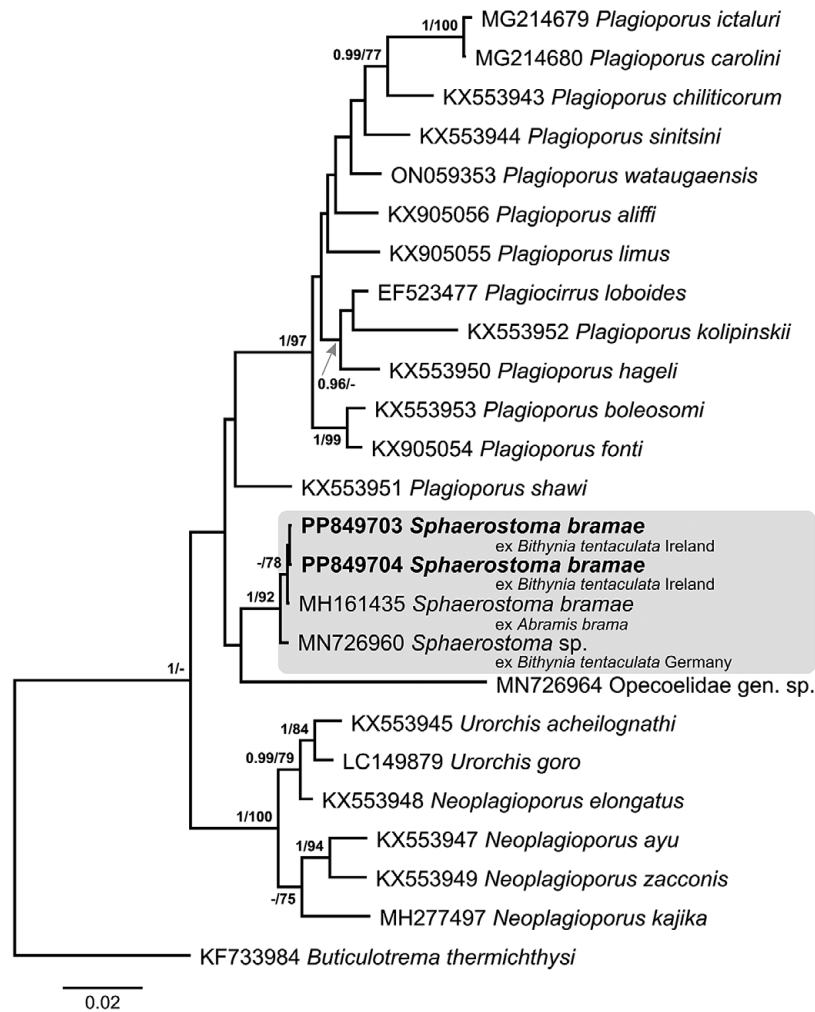 1/100
MG214679 Plagioporus ictaluri
0.99/77
MG214680 Plagioporus carolini
KX553943 Plagioporus chiliticorum
KX553944 Plagioporus sinitsini
ON059353 Plagioporus wataugaensis
KX905056 Plagioporus aliffi
KX905055 Plagioporus limus
EF523477 Plagiocirrus loboides
KX553952 Plagioporus kolipinskii
1/97
KX553950 Plagioporus hageli
0.96/-
KX553953 Plagioporus boleosomi
1/99
KX905054 Plagioporus fonti
KX553951 Plagioporus shawi
PP849703 Sphaerostoma bramae
ex Bithynia tentaculata Ireland
-/78
PP849704 Sphaerostoma bramae
ex Bithynia tentaculata Ireland
1/92
MH161435 Sphaerostoma bramae
ex Abramis brama
MN726960 Sphaerostoma sp.
ex Bithynia tentaculata Germany
1/-
MN726964 Opecoelidae gen. sp.
1/84
KX553945 Urorchis acheilognathi
0.99/79
LC149879 Urorchis goro
KX553948 Neoplagioporus elongatus
1/100
KX553947 Neoplagioporus ayu
1/94
KX553949 Neoplagioporus zacconis
-/75
MH277497 Neoplagioporus kajika
KF733984 Buticulotrema thermichthysi
0.02